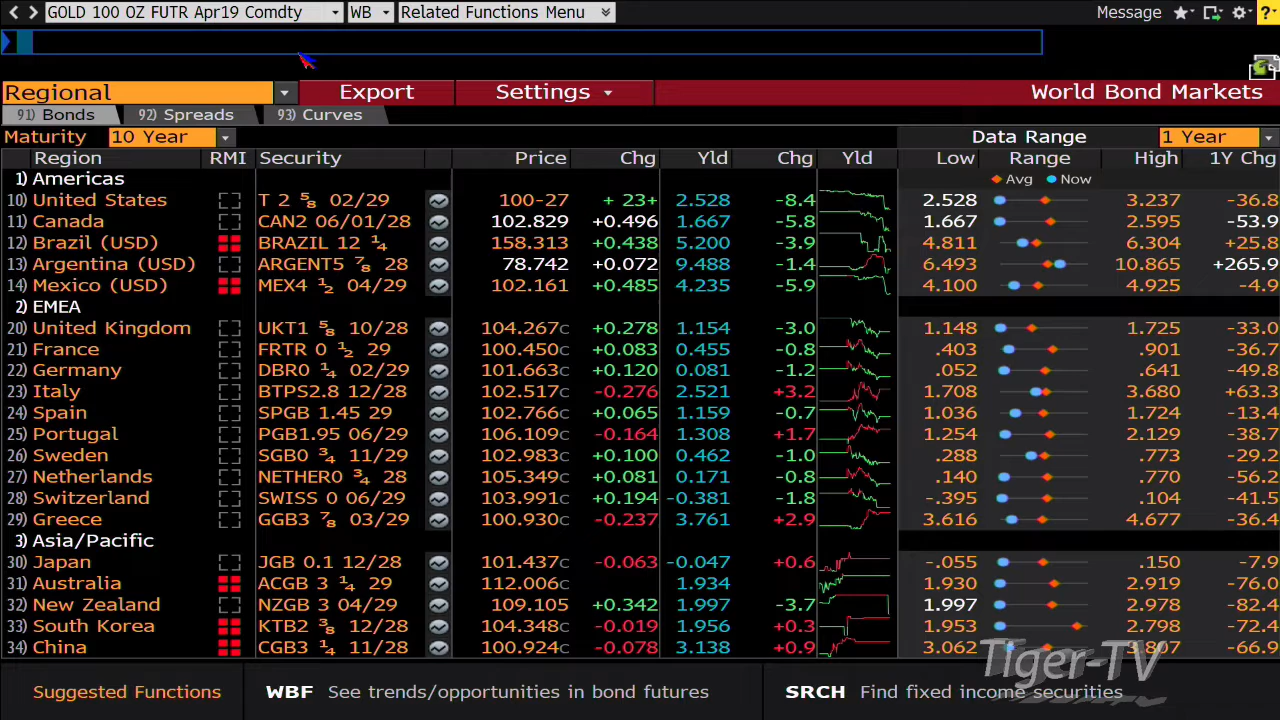 GOLD 100 OZ FUTR Apr19 Comdty WB Related Functions Menu Message ?
Regional Export Settings World Bond Markets
91) Bonds 92) Spreads 93) Curves
Maturity 10 Year Data Range 1 Year
Region RMI Security Price Chg Yld Chg Yld Low Range High 1Y Chg
1) Americas Avg Now
10) United States T 2 ⅝ 02/29 100-27 + 23+ 2.528 -8.4 2.528 3.237 -36.8
11) Canada CAN2 06/01/28 102.829 +0.496 1.667 -5.8 1.667 2.595 -53.9
12) Brazil (USD) BRAZIL 12 ¼ 158.313 +0.438 5.200 -3.9 4.811 6.304 +25.8
13) Argentina (USD) ARGENT5 ⅞ 28 78.742 +0.072 9.488 -1.4 6.493 10.865 +265.9
14) Mexico (USD) MEX4 ½ 04/29 102.161 +0.485 4.235 -5.9 4.100 4.925 -4.9
2) EMEA
20) United Kingdom UKT1 ⅝ 10/28 104.267c +0.278 1.154 -3.0 1.148 1.725 -33.0
21) France FRTR 0 ½ 29 100.450c +0.083 0.455 -0.8 .403 .901 -36.7
22) Germany DBR0 ¼ 02/29 101.663c +0.120 0.081 -1.2 .052 .641 -49.8
23) Italy BTPS2.8 12/28 102.517c -0.276 2.521 +3.2 1.708 3.680 +63.3
24) Spain SPGB 1.45 29 102.766c +0.065 1.159 -0.7 1.036 1.724 -13.4
25) Portugal PGB1.95 06/29 106.109c -0.164 1.308 +1.7 1.254 2.129 -38.7
26) Sweden SGB0 ¾ 11/29 102.983c +0.100 0.462 -1.0 .288 .773 -29.2
27) Netherlands NETHER0 ¾ 28 105.349c +0.081 0.171 -0.8 .140 .770 -56.2
28) Switzerland SWISS 0 06/29 103.991c +0.194 -0.381 -1.8 -.395 .104 -41.5
29) Greece GGB3 ⅞ 03/29 100.930c -0.237 3.761 +2.9 3.616 4.677 -36.4
3) Asia/Pacific
30) Japan JGB 0.1 12/28 101.437c -0.063 -0.047 +0.6 -.055 .150 -7.9
31) Australia ACGB 3 ¼ 29 112.006c 1.934 1.930 2.919 -76.0
32) New Zealand NZGB 3 04/29 109.105 +0.342 1.997 -3.7 1.997 2.978 -82.4
33) South Korea KTB2 ⅜ 12/28 104.348c -0.019 1.956 +0.3 1.953 2.798 -72.4
34) China CGB3 ¼ 11/28 100.924c -0.078 3.138 +0.9 3.062 3.807 -66.9
Tiger-TV
Suggested Functions WBF See trends/opportunities in bond futures SRCH Find fixed income securities